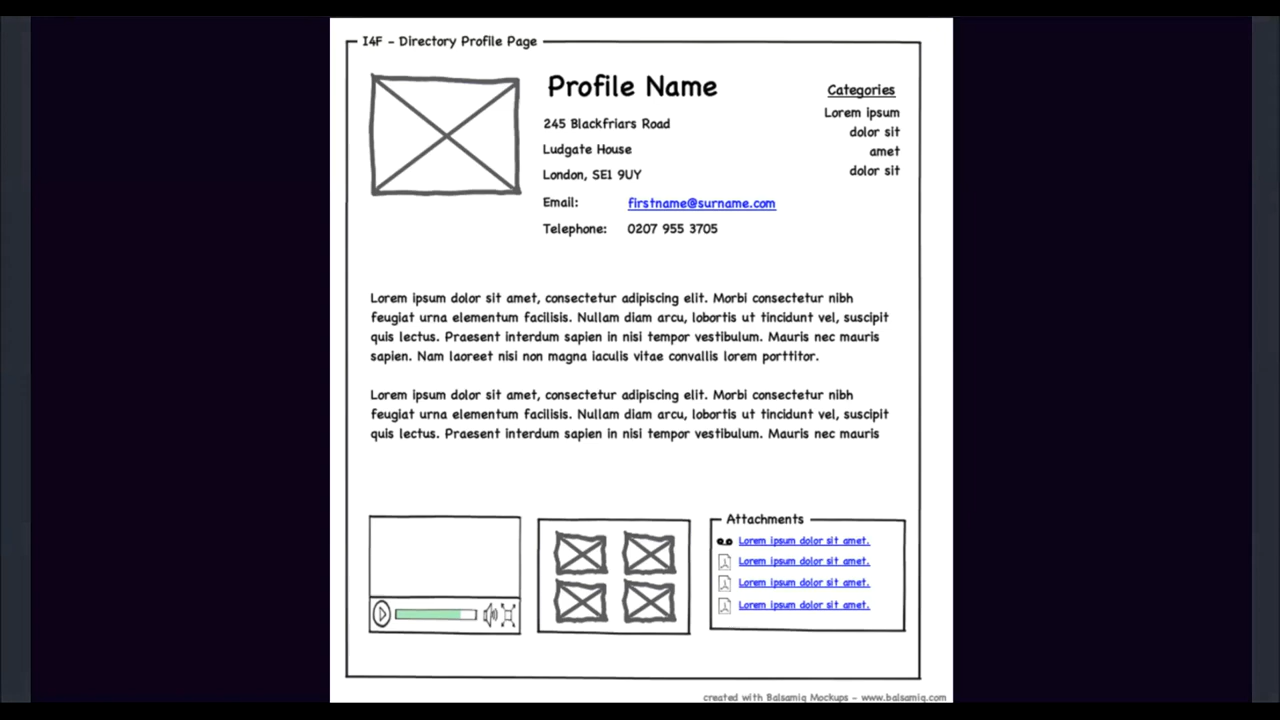 I4F - Directory Profile Page
Profile Name
245 Blackfriars Road
Ludgate House
London, SE1 9UY
Email: firstname@surname.com
Telephone: 0207 955 3705
Categories
Lorem ipsum
dolor sit
amet
dolor sit
Lorem ipsum dolor sit amet, consectetur adipiscing elit. Morbi consectetur nibh
feugiat urna elementum facilisis. Nullam diam arcu, lobortis ut tincidunt vel, suscipit
quis lectus. Praesent interdum sapien in nisi tempor vestibulum. Mauris nec mauris
sapien. Nam laoreet nisi non magna iaculis vitae convallis lorem porttitor.
Lorem ipsum dolor sit amet, consectetur adipiscing elit. Morbi consectetur nibh
feugiat urna elementum facilisis. Nullam diam arcu, lobortis ut tincidunt vel, suscipit
quis lectus. Praesent interdum sapien in nisi tempor vestibulum. Mauris nec mauris
Attachments
Lorem ipsum dolor sit amet.
Lorem ipsum dolor sit amet.
Lorem ipsum dolor sit amet.
Lorem ipsum dolor sit amet.
created with Balsamiq Mockups - www.balsamiq.com